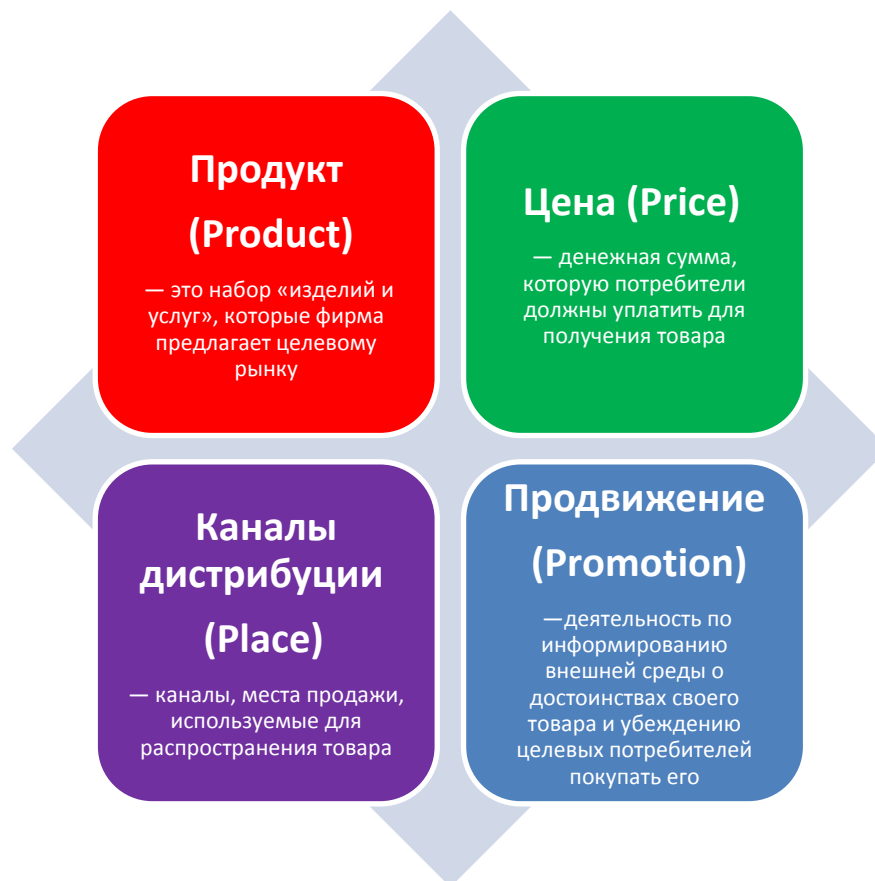 Продукт
(Product)
— это набор «изделий и
услуг», которые фирма
предлагает целевому
рынку
Цена (Price)
— денежная сумма,
которую потребители
должны уплатить для
получения товара
Каналы
дистрибуции
(Place)
— каналы, места продажи,
используемые для
распространения товара
Продвижение
(Promotion)
—деятельность по
информированию
внешней среды о
достоинствах своего
товара и убеждению
целевых потребителей
покупать его